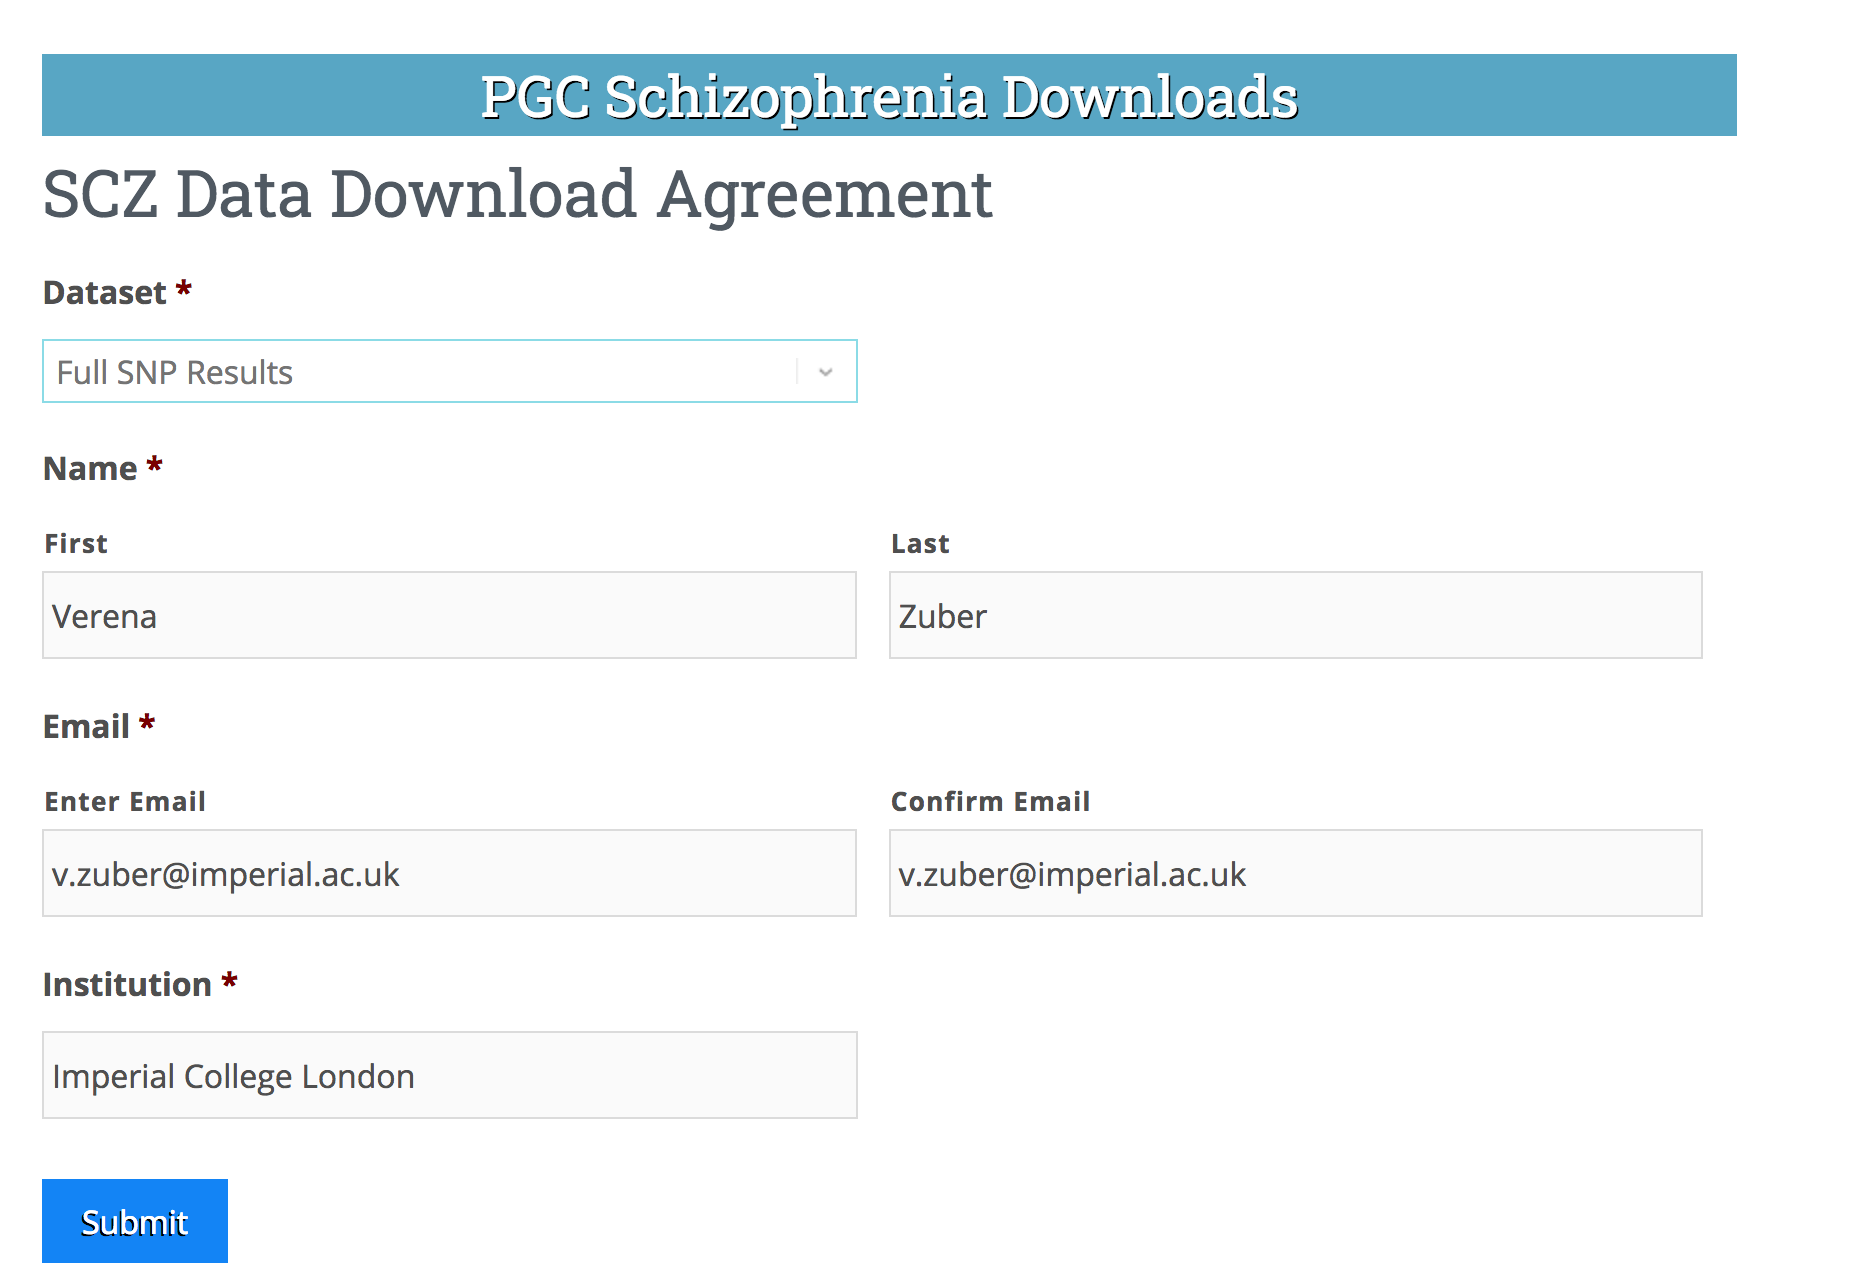 PGC Schizophrenia Downloads
SCZ Data Download Agreement
Dataset *
Full SNP Results
Name *
First Last
Verena Zuber
Email *
Enter Email Confirm Email
v.zuber@imperial.ac.uk v.zuber@imperial.ac.uk
Institution *
Imperial College London
Submit